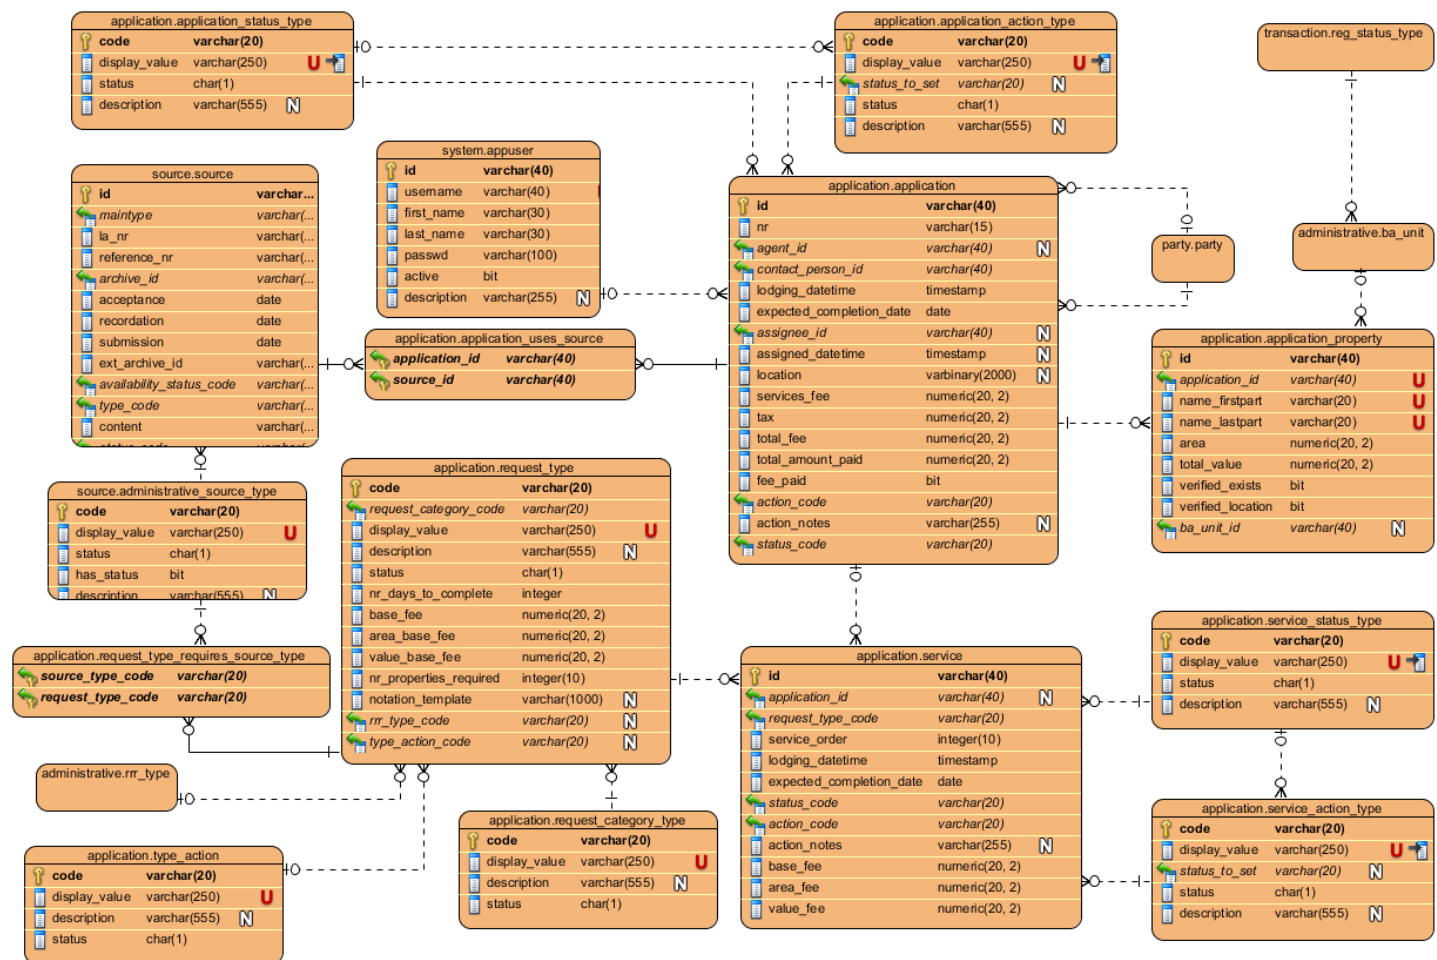 application.application_status_type
code varchar(20)
display_value varchar(250) U
status char(1)
description varchar(555) N
application.application_action_type
code varchar(20)
display_value varchar(250) U
status_to_set varchar(20) N
status char(1)
description varchar(555) N
transaction.reg_status_type
system.appuser
id varchar(40)
username varchar(40)
first_name varchar(30)
last_name varchar(30)
passwd varchar(100)
active bit
description varchar(255) N
source.source
id varchar...
maintype varchar(...
la_nr varchar(...
reference_nr varchar(...
archive_id varchar(...
acceptance date
recordation date
submission date
ext_archive_id varchar(...
availability_status_code varchar(...
type_code varchar(...
content varchar(...
application.application
id varchar(40)
nr varchar(15)
agent_id varchar(40) N
contact_person_id varchar(40)
lodging_datetime timestamp
expected_completion_date date
assignee_id varchar(40) N
assigned_datetime timestamp N
location varbinary(2000) N
services_fee numeric(20, 2)
tax numeric(20, 2)
total_fee numeric(20, 2)
total_amount_paid numeric(20, 2)
fee_paid bit
action_code varchar(20)
action_notes varchar(255) N
status_code varchar(20)
party.party
administrative.ba_unit
application.application_uses_source
application_id varchar(40)
source_id varchar(40)
application.application_property
id varchar(40)
application_id varchar(40) U
name_firstpart varchar(20) U
name_lastpart varchar(20) U
area numeric(20, 2)
total_value numeric(20, 2)
verified_exists bit
verified_location bit
ba_unit_id varchar(40) N
source.administrative_source_type
code varchar(20)
display_value varchar(250) U
status char(1)
has_status bit
description varchar(555) N
application.request_type
code varchar(20)
request_category_code varchar(20)
display_value varchar(250) U
description varchar(555) N
status char(1)
nr_days_to_complete integer
base_fee numeric(20, 2)
area_base_fee numeric(20, 2)
value_base_fee numeric(20, 2)
nr_properties_required integer(10)
notation_template varchar(1000) N
rrr_type_code varchar(20) N
type_action_code varchar(20) N
application.request_type_requires_source_type
source_type_code varchar(20)
request_type_code varchar(20)
application.service
id varchar(40)
application_id varchar(40) N
request_type_code varchar(20)
service_order integer(10)
lodging_datetime timestamp
expected_completion_date date
status_code varchar(20)
action_code varchar(20)
action_notes varchar(255) N
base_fee numeric(20, 2)
area_fee numeric(20, 2)
value_fee numeric(20, 2)
application.service_status_type
code varchar(20)
display_value varchar(250) U
status char(1)
description varchar(555) N
administrative.rrr_type
application.request_category_type
code varchar(20)
display_value varchar(250) U
description varchar(555) N
status char(1)
application.service_action_type
code varchar(20)
display_value varchar(250) U
status_to_set varchar(20) N
status char(1)
description varchar(555) N
application.type_action
code varchar(20)
display_value varchar(250) U
description varchar(555) N
status char(1)